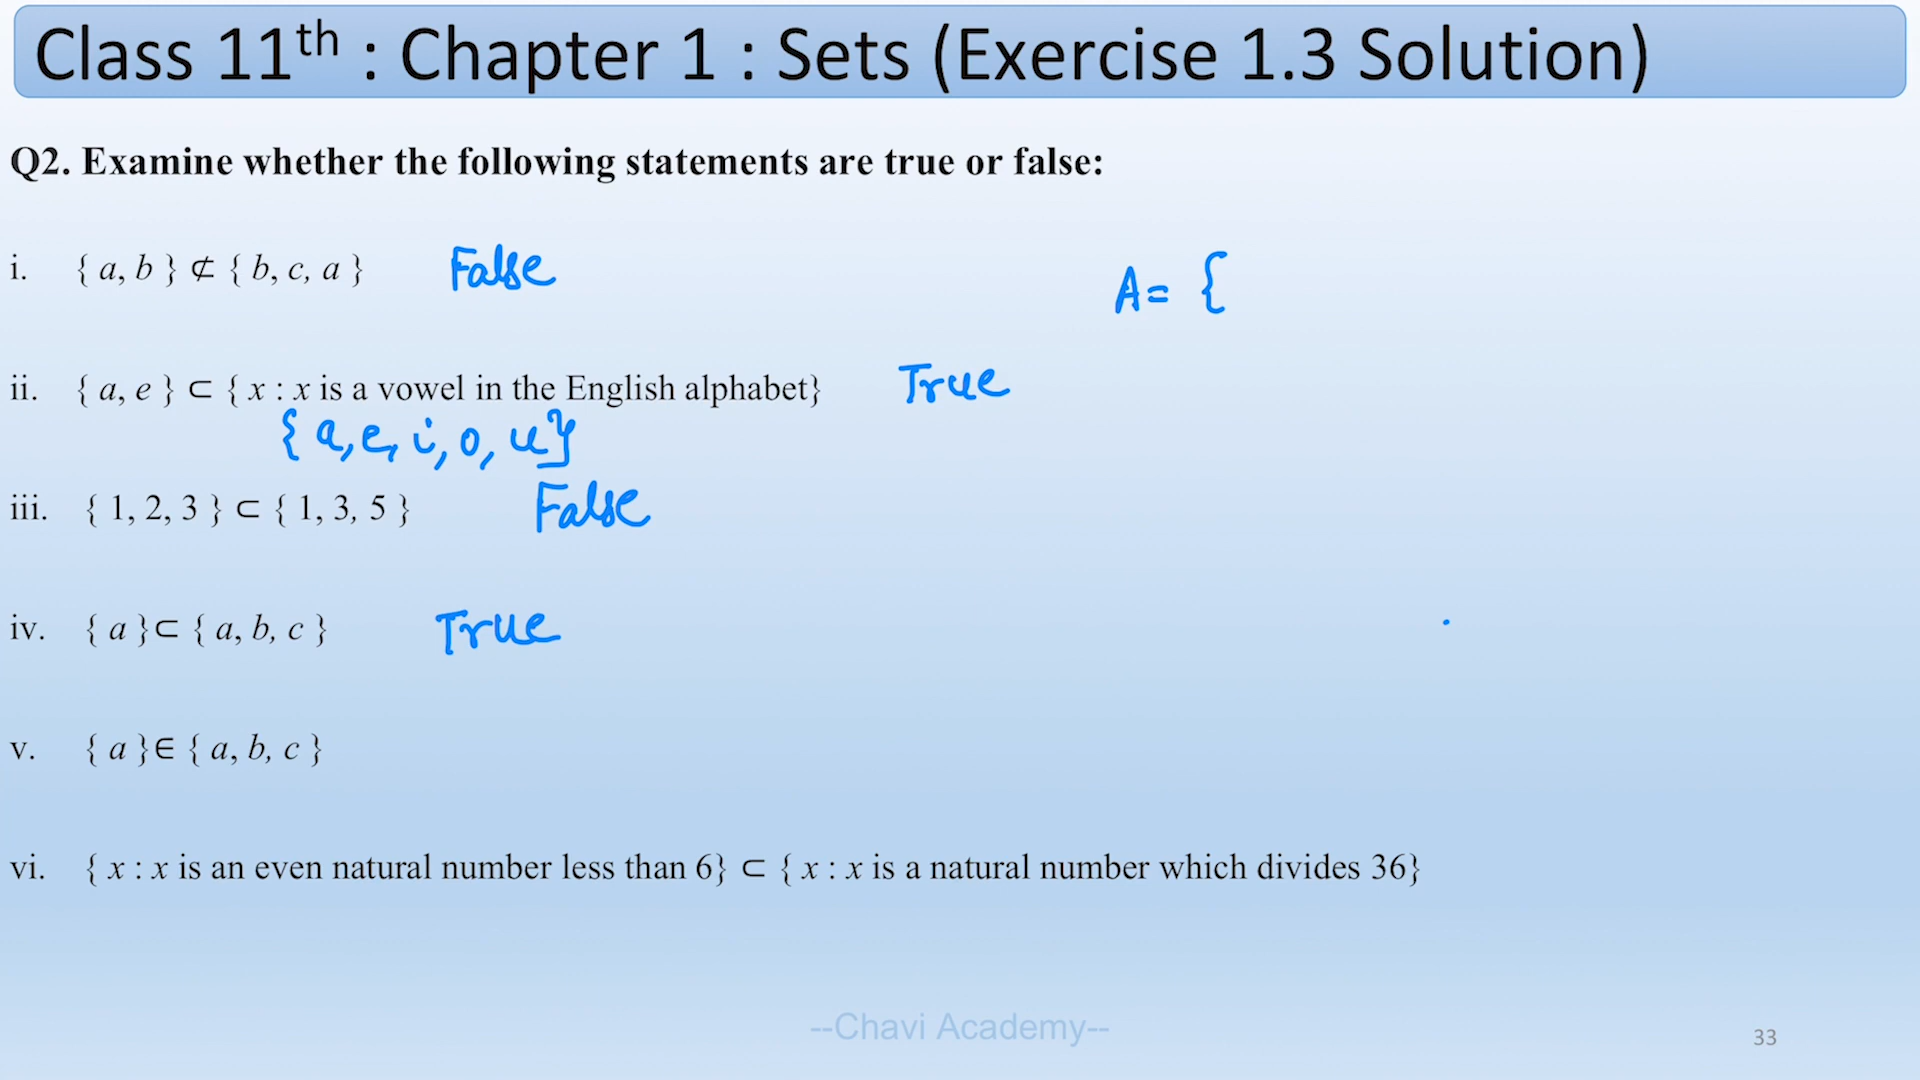 Class 11th : Chapter 1 : Sets (Exercise 1.3 Solution)
Q2. Examine whether the following statements are true or false:
i. { a, b } ⊄ { b, c, a } False A = {
ii. { a, e } ⊂ { x : x is a vowel in the English alphabet} True
{ a, e, i, o, u }
iii. { 1, 2, 3 } ⊂ { 1, 3, 5 } False
iv. { a }⊂ { a, b, c } True
v. { a }∈ { a, b, c }
vi. { x : x is an even natural number less than 6} ⊂ { x : x is a natural number which divides 36}
--Chavi Academy--
33